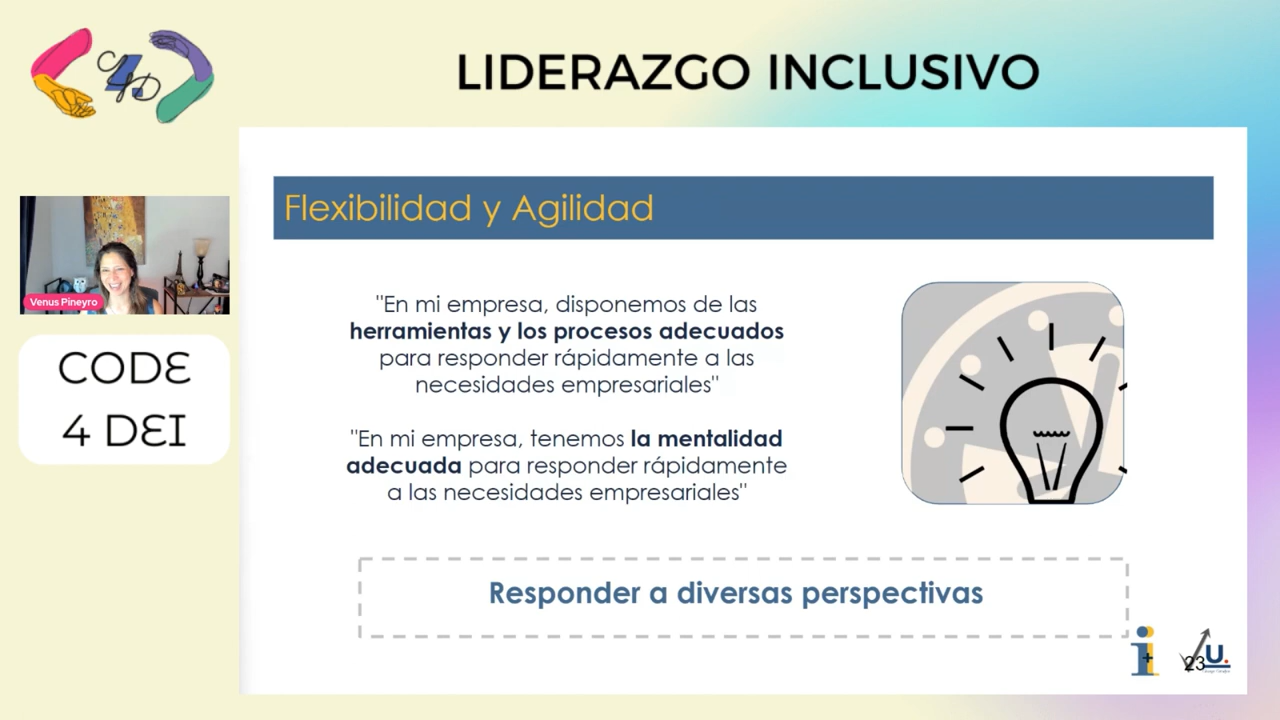 LIDERAZGO INCLUSIVO
Flexibilidad y Agilidad
Venus Pineyro
CODE
4 DEI
"En mi empresa, disponemos de las
herramientas y los procesos adecuados
para responder rápidamente a las
necesidades empresariales"
"En mi empresa, tenemos la mentalidad
adecuada para responder rápidamente
a las necesidades empresariales"
Responder a diversas perspectivas
i+
23
U.